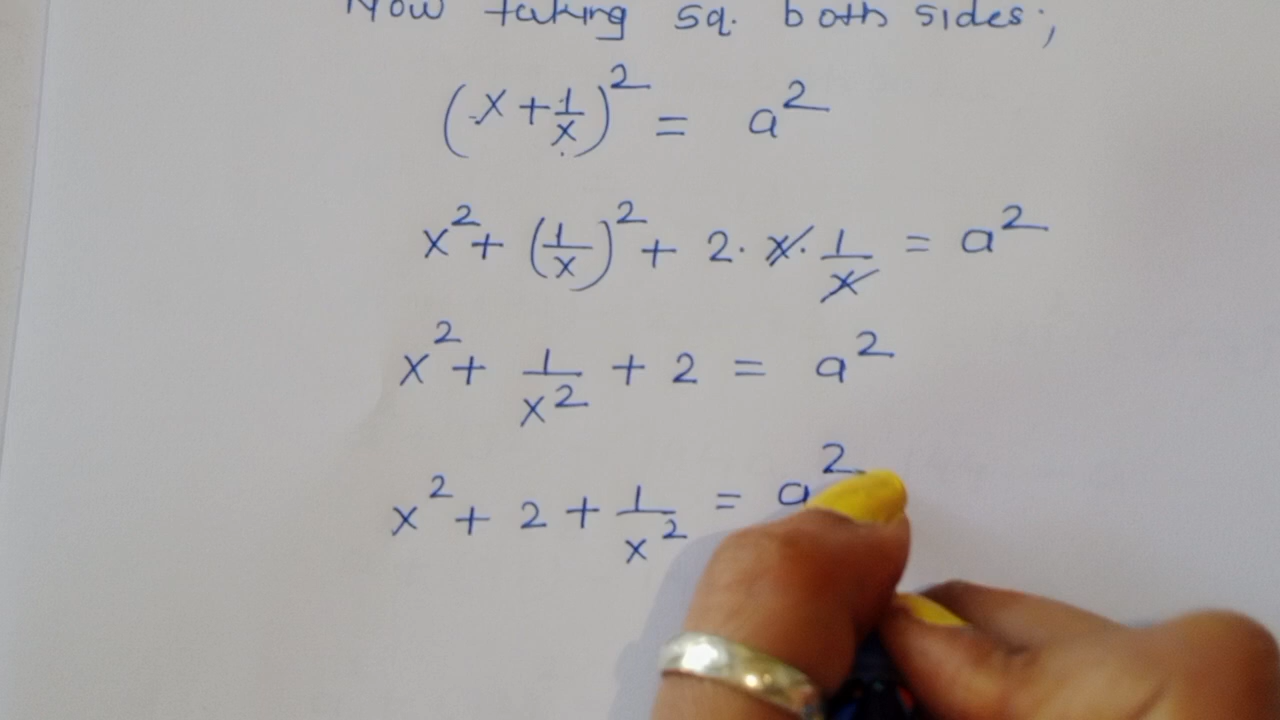 Now taking sq. both sides;
(x + 1/x)² = a²
x² + (1/x)² + 2 · x · 1/x = a²
x² + 1/x² + 2 = a²
x² + 2 + 1/x² = a²